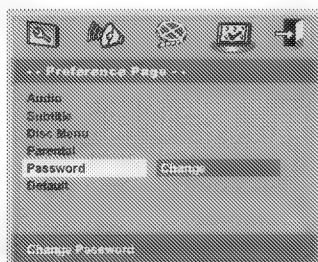 - - Preference Page - -
Audio
Subtitle
Disc Menu
Parental
Password Change
Default
Change Password